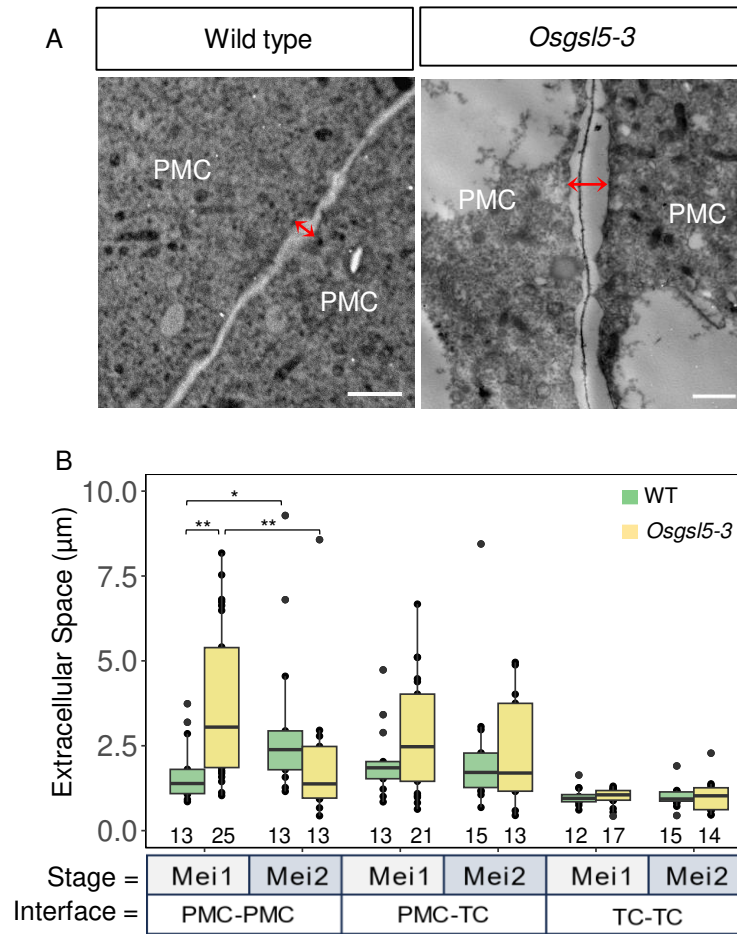 A
Wild type
Osgsl5-3
PMC
PMC
PMC
PMC
B
10.0
7.5
5.0
2.5
0.0
Extracellular Space (μm)
* 
** **
WT
Osgsl5-3
13 25 13 13 13 21 15 13 12 17 15 14
Stage = Mei1 Mei2 Mei1 Mei2 Mei1 Mei2
Interface = PMC-PMC PMC-TC TC-TC